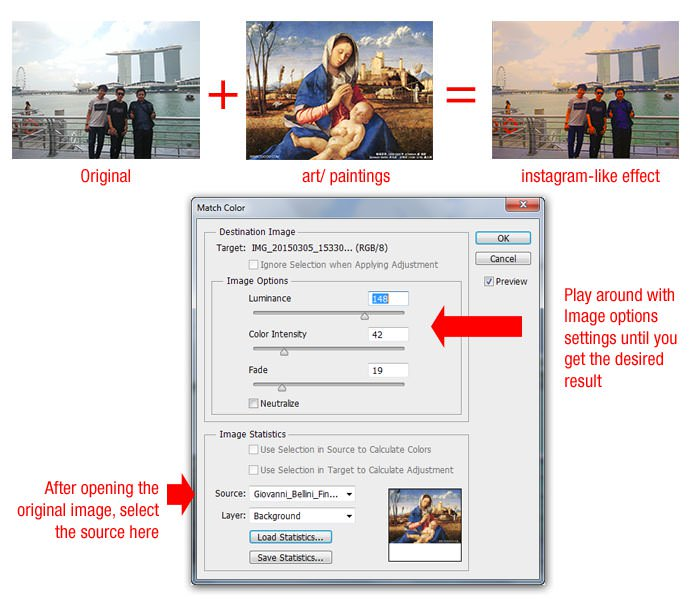 Original
art/ paintings
instagram-like effect
Match Color
Destination Image
Target: IMG_20150305_15330... (RGB/8)
Ignore Selection when Applying Adjustment
Image Options
Luminance 148
Color Intensity 42
Fade 19
Neutralize
OK
Cancel
Preview
Play around with
Image options
settings until you
get the desired
result
Image Statistics
Use Selection in Source to Calculate Colors
Use Selection in Target to Calculate Adjustment
Source: Giovanni_Bellini_Fin...
Layer: Background
Load Statistics...
Save Statistics...
After opening the
original image, select
the source here